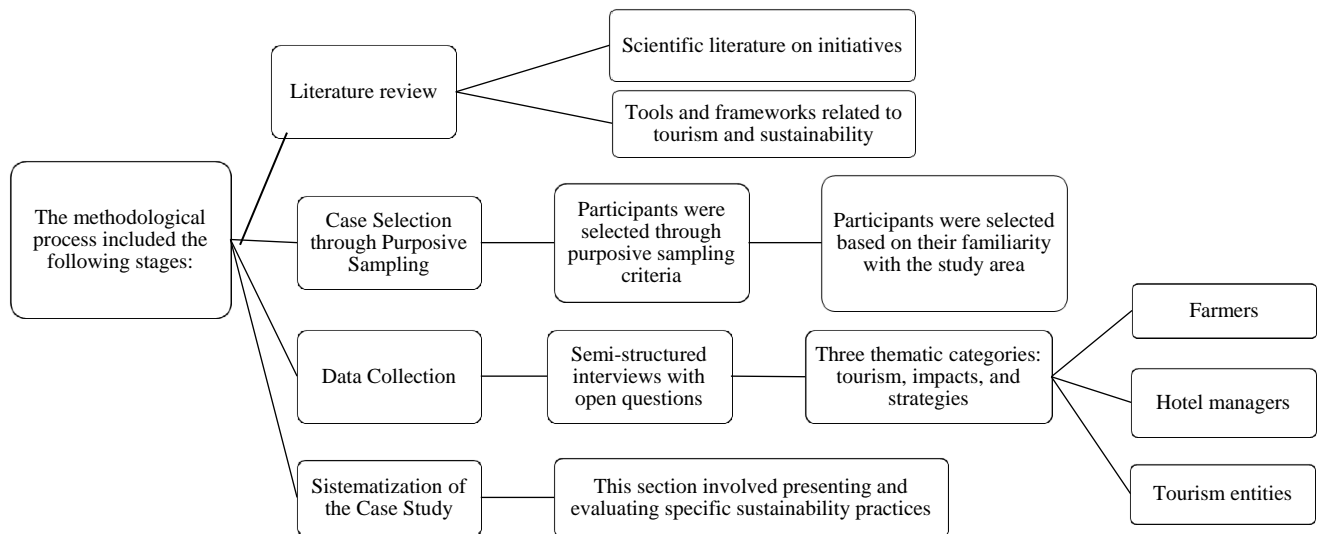 The methodological
process included the
following stages:
Literature review
Scientific literature on initiatives
Tools and frameworks related to
tourism and sustainability
Case Selection
through Purposive
Sampling
Participants were
selected through
purposive sampling
criteria
Participants were selected
based on their familiarity
with the study area
Data Collection
Semi-structured
interviews with
open questions
Three thematic categories:
tourism, impacts, and
strategies
Farmers
Hotel managers
Tourism entities
Sistematization of
the Case Study
This section involved presenting and
evaluating specific sustainability practices